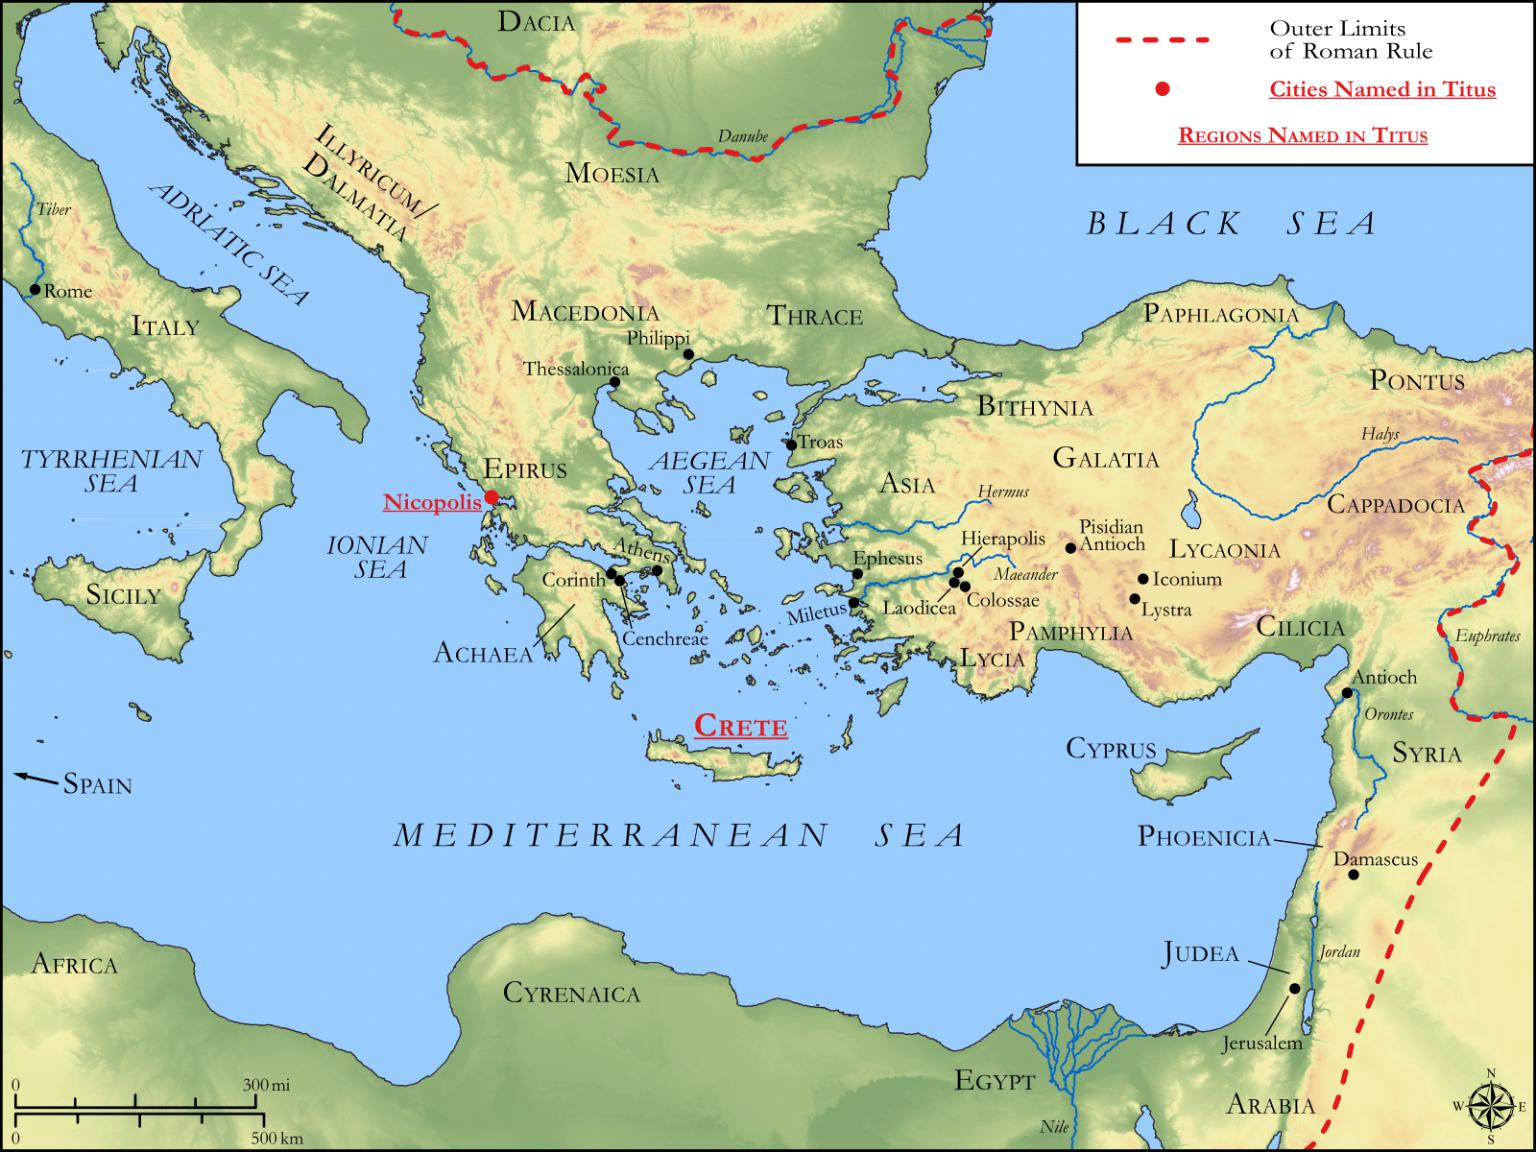 DACIA
Outer Limits
of Roman Rule
Cities Named in Titus
REGIONS NAMED IN TITUS
Danube
ILLYRICUM/
DALMATIA
MOESIA
Tiber
ADRIATIC SEA
BLACK SEA
Rome
ITALY
MACEDONIA
THRACE
PAPHLAGONIA
Philippi
Thessalonica
PONTUS
BITHYNIA
Halys
Troas
TYRRHENIAN
SEA
EPIRUS
AEGEAN
SEA
GALATIA
ASIA
Hermus
Nicopolis
CAPPADOCIA
IONIAN
SEA
Pisidian
Antioch
Hierapolis
LYCAONIA
Athens
Ephesus
Maeander
Corinth
Iconium
SICILY
Laodicea
Colossae
Miletus
Lystra
Cenchreae
PAMPHYLIA
CILICIA
Euphrates
ACHAEA
LYCIA
Antioch
Orontes
CRETE
CYPRUS
SYRIA
SPAIN
MEDITERRANEAN SEA
PHOENICIA
Damascus
JUDEA
Jordan
AFRICA
CYRENAICA
Jerusalem
EGYPT
ARABIA
Nile
0 300 mi
0 500 km
N
W E
S